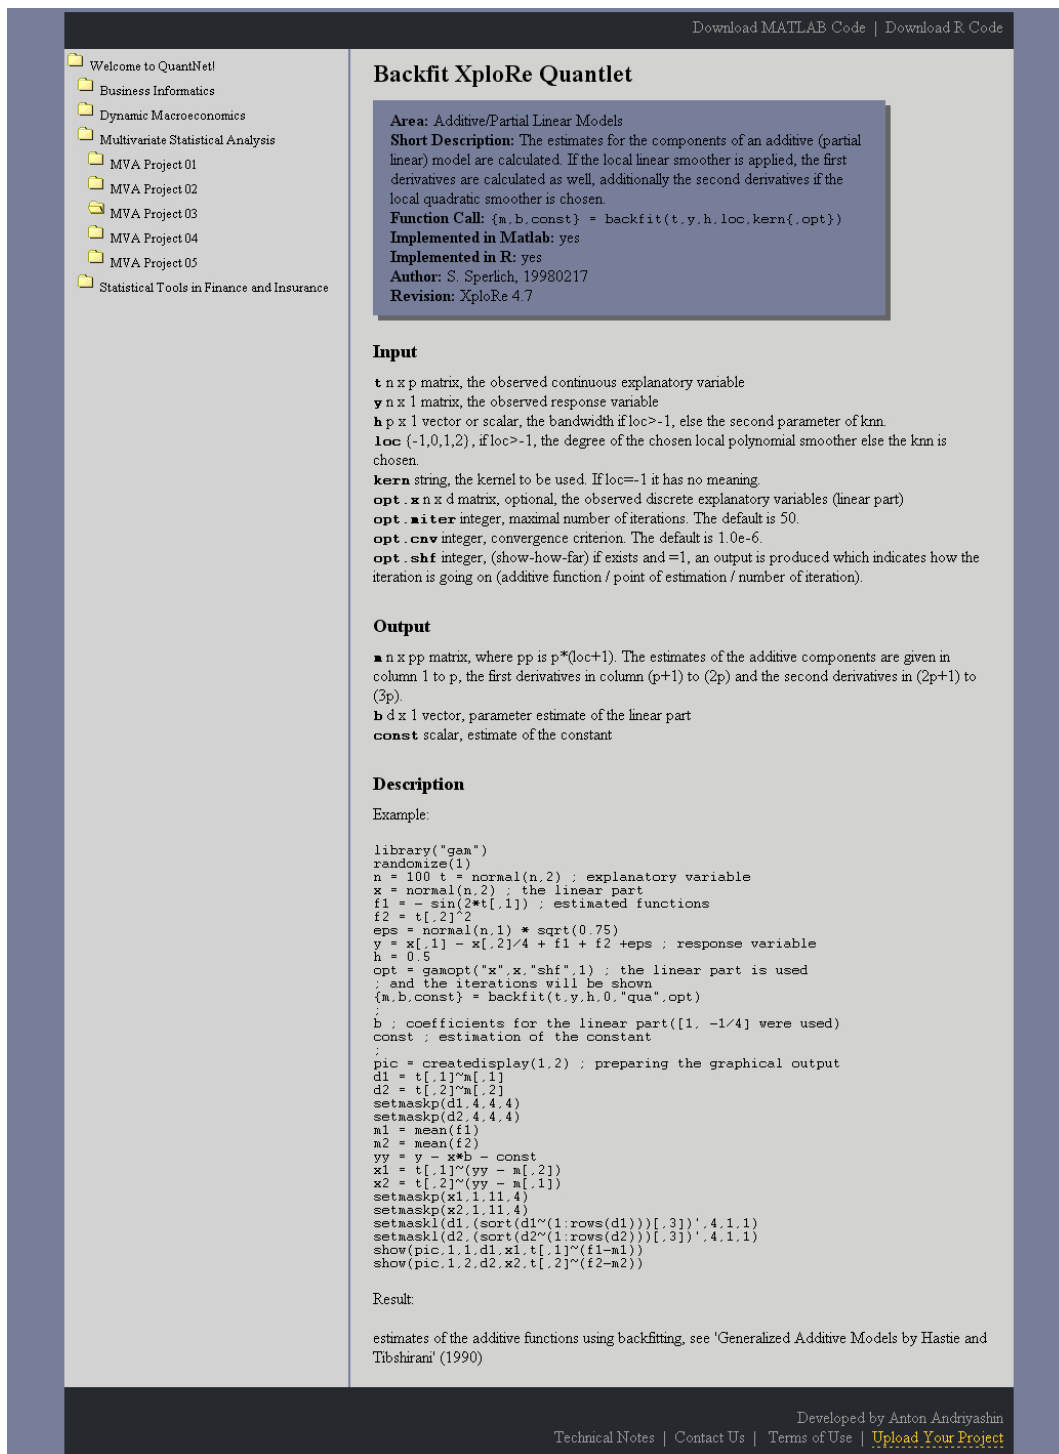 Download MATLAB Code | Download R Code
Welcome to QuantNet!
Business Informatics
Dynamic Macroeconomics
Multivariate Statistical Analysis
MVA Project 01
MVA Project 02
MVA Project 03
MVA Project 04
MVA Project 05
Statistical Tools in Finance and Insurance
Backfit XploRe Quantlet
Area: Additive/Partial Linear Models
Short Description: The estimates for the components of an additive (partial
linear) model are calculated. If the local linear smoother is applied, the first
derivatives are calculated as well, additionally the second derivatives if the
local quadratic smoother is chosen.
Function Call: {m,b,const} = backfit(t,y,h,loc,kern{,opt})
Implemented in Matlab: yes
Implemented in R: yes
Author: S. Sperlich, 19980217
Revision: XploRe 4.7
Input
t n x p matrix, the observed continuous explanatory variable
y n x 1 matrix, the observed response variable
h p x 1 vector or scalar, the bandwidth if loc>-1, else the second parameter of knn.
loc {-1,0,1,2}, if loc>-1, the degree of the chosen local polynomial smoother else the knn is
chosen.
kern string, the kernel to be used. If loc=-1 it has no meaning.
opt.x n x d matrix, optional, the observed discrete explanatory variables (linear part)
opt.miter integer, maximal number of iterations. The default is 50.
opt.cnv integer, convergence criterion. The default is 1.0e-6.
opt.shf integer, (show-how-far) if exists and =1, an output is produced which indicates how the
iteration is going on (additive function / point of estimation / number of iteration).
Output
m n x pp matrix, where pp is p*(loc+1). The estimates of the additive components are given in
column 1 to p, the first derivatives in column (p+1) to (2p) and the second derivatives in (2p+1) to
(3p).
b d x 1 vector, parameter estimate of the linear part
const scalar, estimate of the constant
Description
Example:
library("gam")
randomize(1)
n = 100 t = normal(n,2) ; explanatory variable
x = normal(n,2) ; the linear part
f1 = - sin(2*t[,1]) ; estimated functions
f2 = t[,2]^2
eps = normal(n,1) * sqrt(0.75)
y = x[,1] - x[,2]/4 + f1 + f2 +eps ; response variable
h = 0.5
opt = gamopt("x",x,"shf",1) ; the linear part is used
; and the iterations will be shown
{m,b,const} = backfit(t,y,h,0,"qua",opt)
;
b ; coefficients for the linear part([1, -1/4] were used)
const ; estimation of the constant
;
pic = createdisplay(1,2) ; preparing the graphical output
d1 = t[,1]~m[,1]
d2 = t[,2]~m[,2]
setmaskp(d1,4,4,4)
setmaskp(d2,4,4,4)
m1 = mean(f1)
m2 = mean(f2)
yy = y - x*b - const
x1 = t[,1]~(yy - m[,2])
x2 = t[,2]~(yy - m[,1])
setmaskp(x1,1,11,4)
setmaskp(x2,1,11,4)
setmaskl(d1,(sort(d1~(1:rows(d1)))[,3])',4,1,1)
setmaskl(d2,(sort(d2~(1:rows(d2)))[,3])',4,1,1)
show(pic,1,1,d1,x1,t[,1]~(f1-m1))
show(pic,1,2,d2,x2,t[,2]~(f2-m2))
Result:
estimates of the additive functions using backfitting, see 'Generalized Additive Models by Hastie and
Tibshirani' (1990)
Developed by Anton Andriyashin
Technical Notes | Contact Us | Terms of Use | Upload Your Project